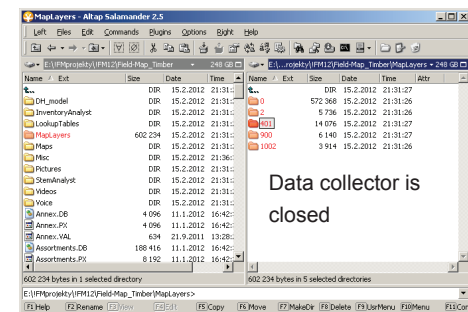 MapLayers - Altap Salamander 2.5
Left Files Edit Commands Plugins Options Right Help
E:\!FMprojekty\!FM12\Field-Map_Timber 248 GB
E:\...rojekty\!FM12\Field-Map_Timber\MapLayers 248 GB
Name Ext Size Date Time
.. DIR 15.2.2012 21:31:
DH_model DIR 15.2.2012 21:31:
InventoryAnalyst DIR 15.2.2012 21:31:
LookupTables DIR 15.2.2012 21:31:
MapLayers 602 234 15.2.2012 21:31:
Maps DIR 15.2.2012 21:31:
Misc DIR 15.2.2012 21:36:
Pictures DIR 15.2.2012 21:31:
StemAnalyst DIR 15.2.2012 21:31:
Videos DIR 15.2.2012 21:31:
Voice DIR 15.2.2012 21:31:
Annex.DB 4 096 11.1.2012 16:42:
Annex.PX 4 096 11.1.2012 16:42:
Annex.VAL 634 21.9.2011 13:28:
Assortments.DB 188 416 11.1.2012 16:42:
Assortments.PX 8 192 11.1.2012 16:42:
602 234 bytes in 1 selected directory
Name Ext Size Date Time Attr
.. DIR 15.2.2012 21:31:27
0 572 368 15.2.2012 21:31:26
2 5 736 15.2.2012 21:31:26
401 14 076 15.2.2012 21:31:27
900 6 140 15.2.2012 21:31:27
1002 3 914 15.2.2012 21:31:26
Data collector is
closed
602 234 bytes in 5 selected directories
E:\!FMprojekty\!FM12\Field-Map_Timber\MapLayers>
F1 Help F2 Rename F3 View F4 Edit F5 Copy F6 Move F7 MakeDir F8 Delete F9 UsrMenu F10 Menu F11 Con